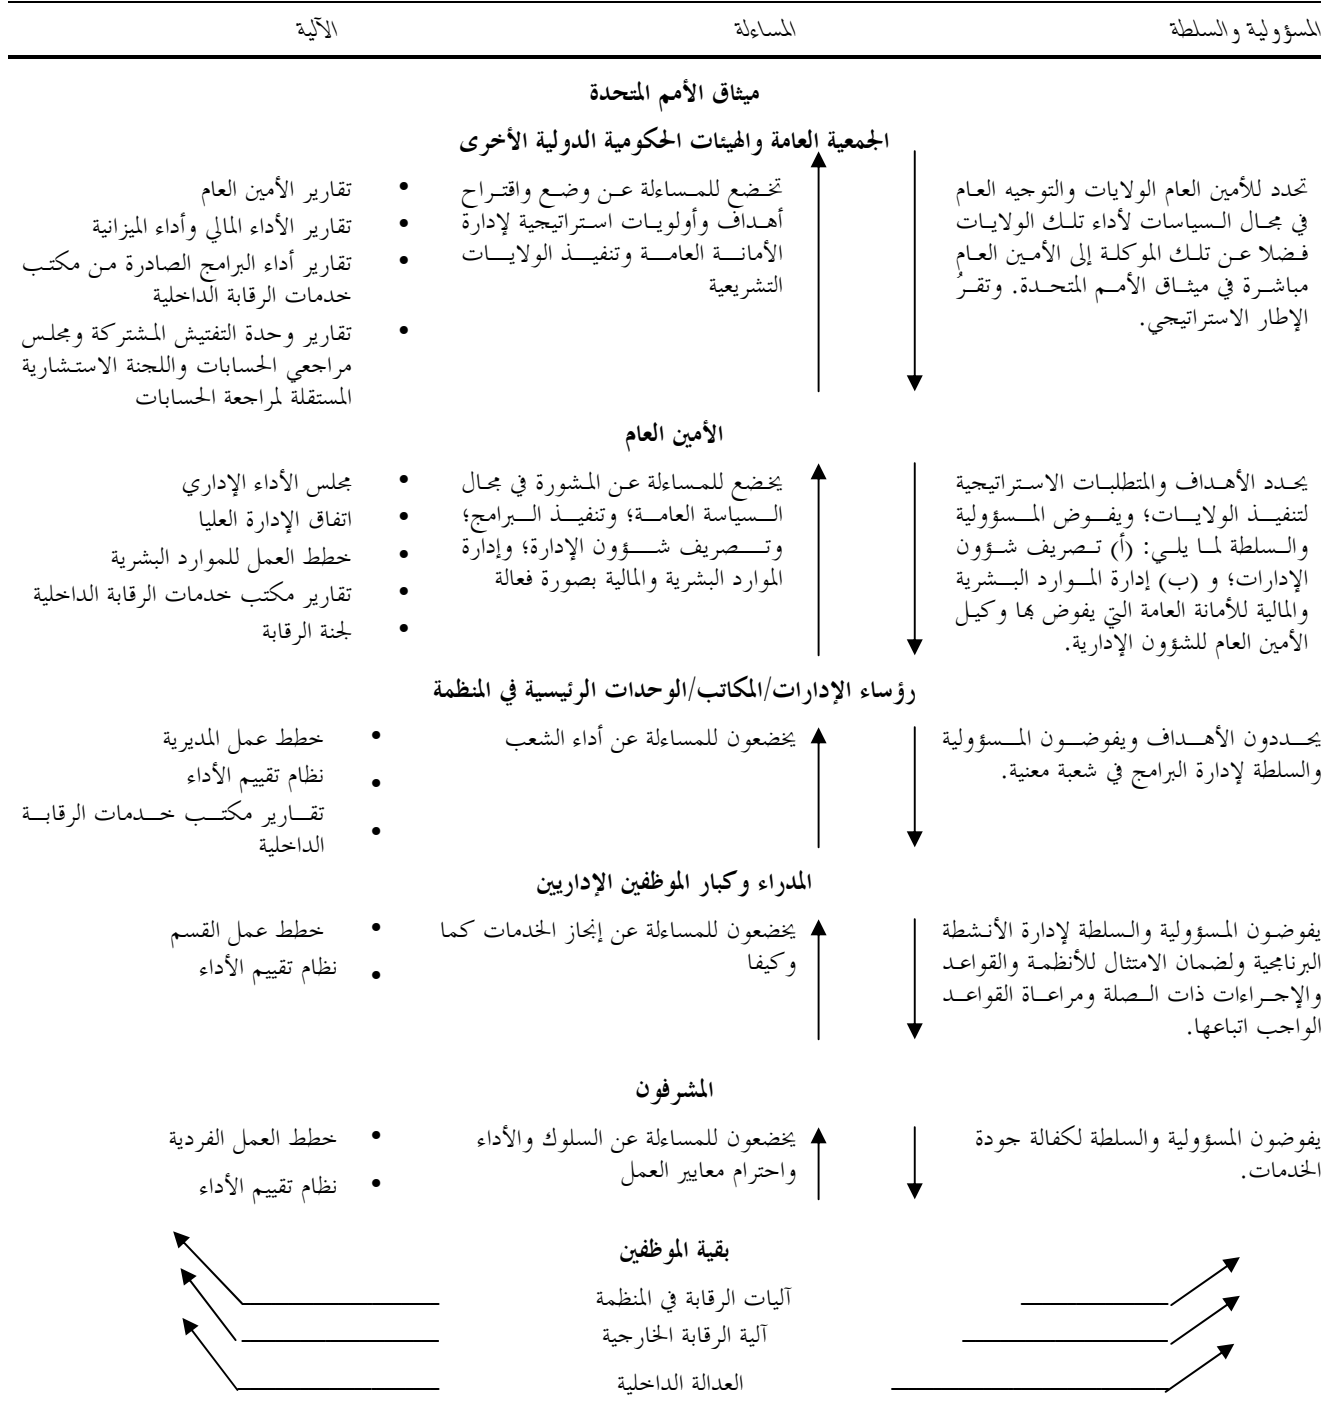 المسؤولية والسلطة
المساءلة
الآلية
ميثاق الأمم المتحدة
الجمعية العامة والهيئات الحكومية الدولية الأخرى
تحدد للأمين العام الولايات والتوجيه العام
في مجال السياسات لأداء تلك الولايات
فضلا عن تلك الموكلة إلى الأمين العام
مباشرة في ميثاق الأمم المتحدة. وتقرُ
الإطار الاستراتيجي.
تخضع للمساءلة عن وضع واقتراح
أهداف وأولويات استراتيجية لإدارة
الأمانة العامة وتنفيذ الولايات
التشريعية
• تقارير الأمين العام
• تقارير الأداء المالي وأداء الميزانية
• تقارير أداء البرامج الصادرة من مكتب
خدمات الرقابة الداخلية
• تقارير وحدة التفتيش المشتركة ومجلس
مراجعي الحسابات واللجنة الاستشارية
المستقلة لمراجعة الحسابات
الأمين العام
يحدد الأهداف والمتطلبات الاستراتيجية
لتنفيذ الولايات؛ ويفوض المسؤولية
والسلطة لما يلي: (أ) تصريف شؤون
الإدارات؛ و (ب) إدارة الموارد البشرية
والمالية للأمانة العامة التي يفوض بها وكيل
الأمين العام للشؤون الإدارية.
يخضع للمساءلة عن المشورة في مجال
السياسة العامة؛ وتنفيذ البرامج؛
وتصريف شؤون الإدارة؛ وإدارة
الموارد البشرية والمالية بصورة فعالة
• مجلس الأداء الإداري
• اتفاق الإدارة العليا
• خطط العمل للموارد البشرية
• تقارير مكتب خدمات الرقابة الداخلية
• لجنة الرقابة
رؤساء الإدارات/المكاتب/الوحدات الرئيسية في المنظمة
يحددون الأهداف ويفوضون المسؤولية
والسلطة لإدارة البرامج في شعبة معنية.
يخضعون للمساءلة عن أداء الشعب
• خطط عمل المديرية
• نظام تقييم الأداء
• تقارير مكتب خدمات الرقابة
الداخلية
المدراء وكبار الموظفين الإداريين
يفوضون المسؤولية والسلطة لإدارة الأنشطة
البرنامجية ولضمان الامتثال للأنظمة والقواعد
والإجراءات ذات الصلة ومراعاة القواعد
الواجب اتباعها.
يخضعون للمساءلة عن إنجاز الخدمات كما
وكيفا
• خطط عمل القسم
• نظام تقييم الأداء
المشرفون
يفوضون المسؤولية والسلطة لكفالة جودة
الخدمات.
يخضعون للمساءلة عن السلوك والأداء
واحترام معايير العمل
• خطط العمل الفردية
• نظام تقييم الأداء
بقية الموظفين
آليات الرقابة في المنظمة
آلية الرقابة الخارجية
العدالة الداخلية